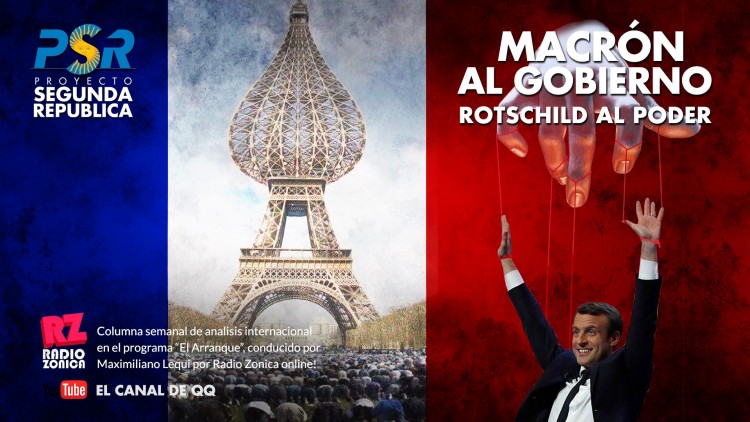 PSR
PROYECTO
SEGUNDA
REPUBLICA
MACRÓN
AL GOBIERNO
ROTSCHILD AL PODER
RZ
RADIO
ZONICA
Columna semanal de analisis internacional
en el programa "El Arranque", conducido por
Maximiliano Lequi por Radio Zonica online!
You Tube
EL CANAL DE QQ